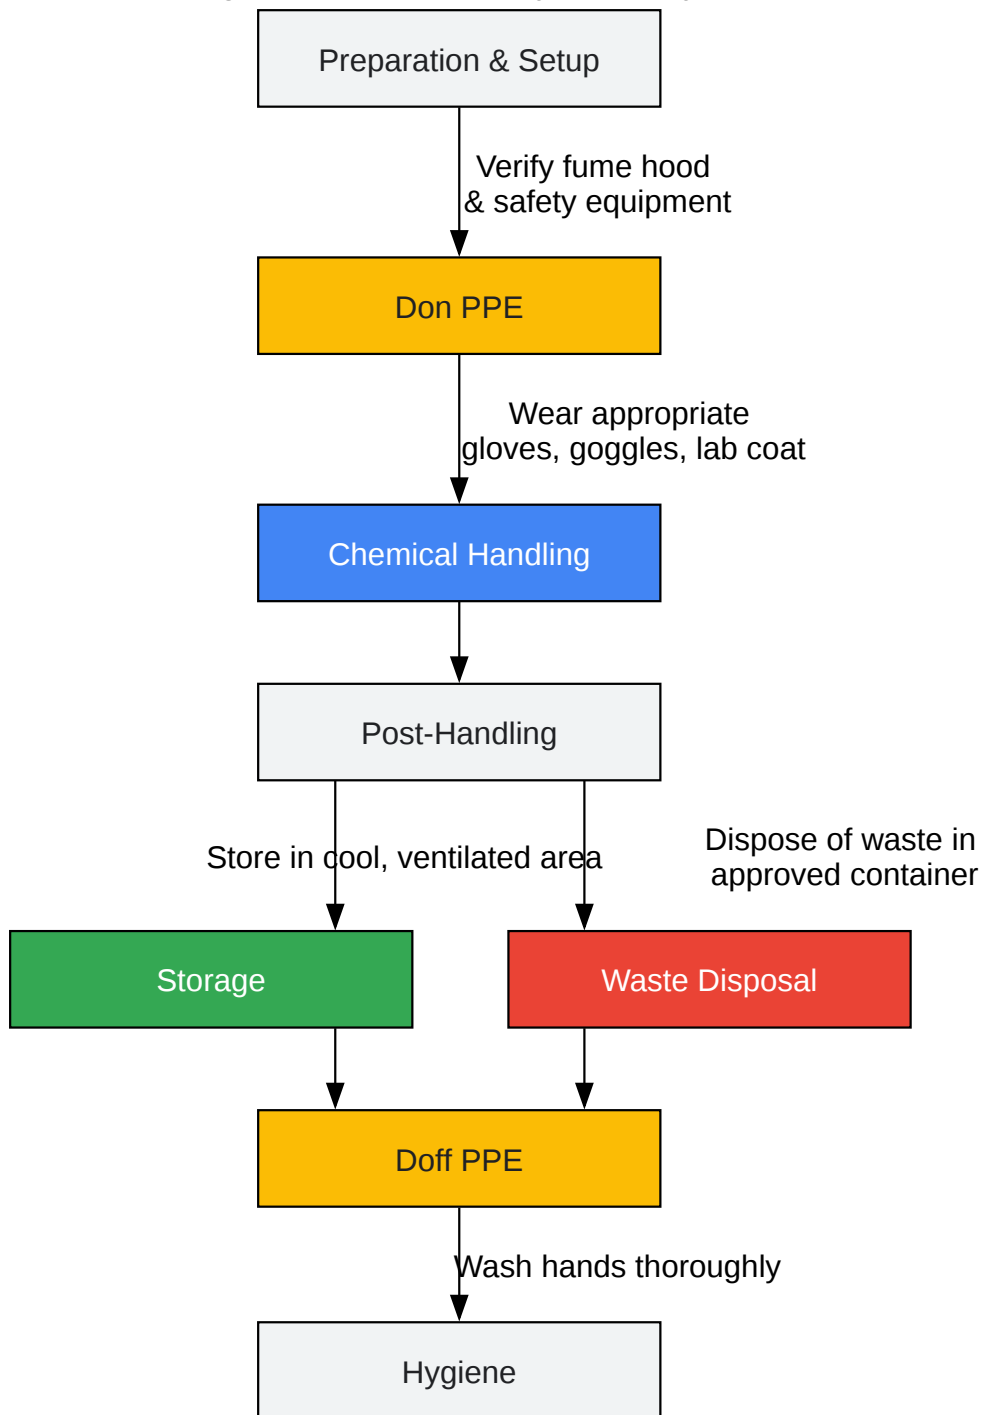 Preparation & Setup
Verify fume hood
& safety equipment
Don PPE
Wear appropriate
gloves, goggles, lab coat
Chemical Handling
Post-Handling
Store in cool, ventilated area
Dispose of waste in
approved container
Storage
Waste Disposal
Doff PPE
Wash hands thoroughly
Hygiene